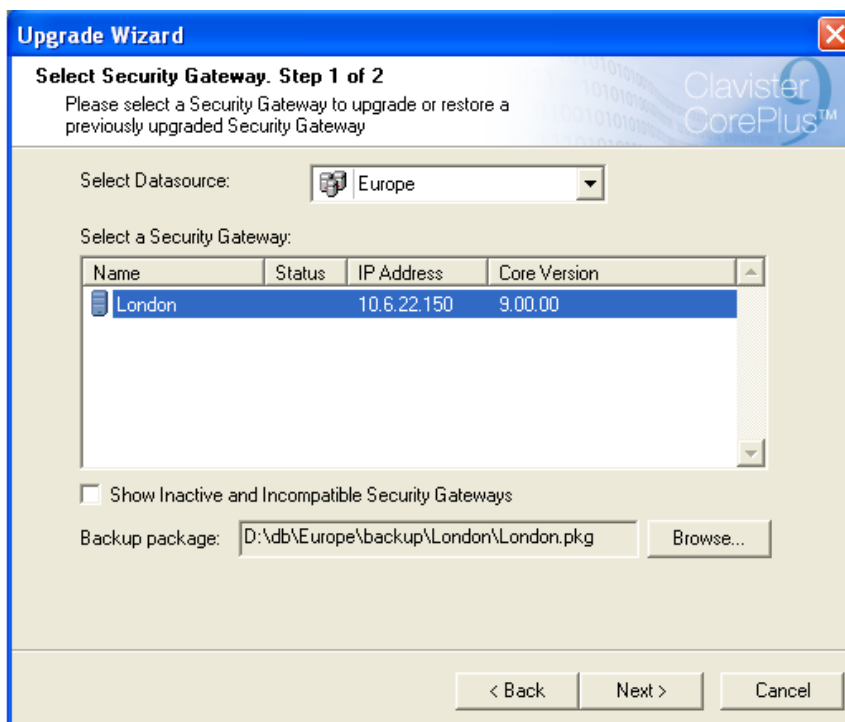 Upgrade Wizard
Select Security Gateway. Step 1 of 2
Please select a Security Gateway to upgrade or restore a
previously upgraded Security Gateway
Clavister
CorePlus™
9
Select Datasource:
Europe
Select a Security Gateway:
Name Status IP Address Core Version
London 10.6.22.150 9.00.00
Show Inactive and Incompatible Security Gateways
Backup package: D:\db\Europe\backup\London\London.pkg Browse...
< Back Next > Cancel